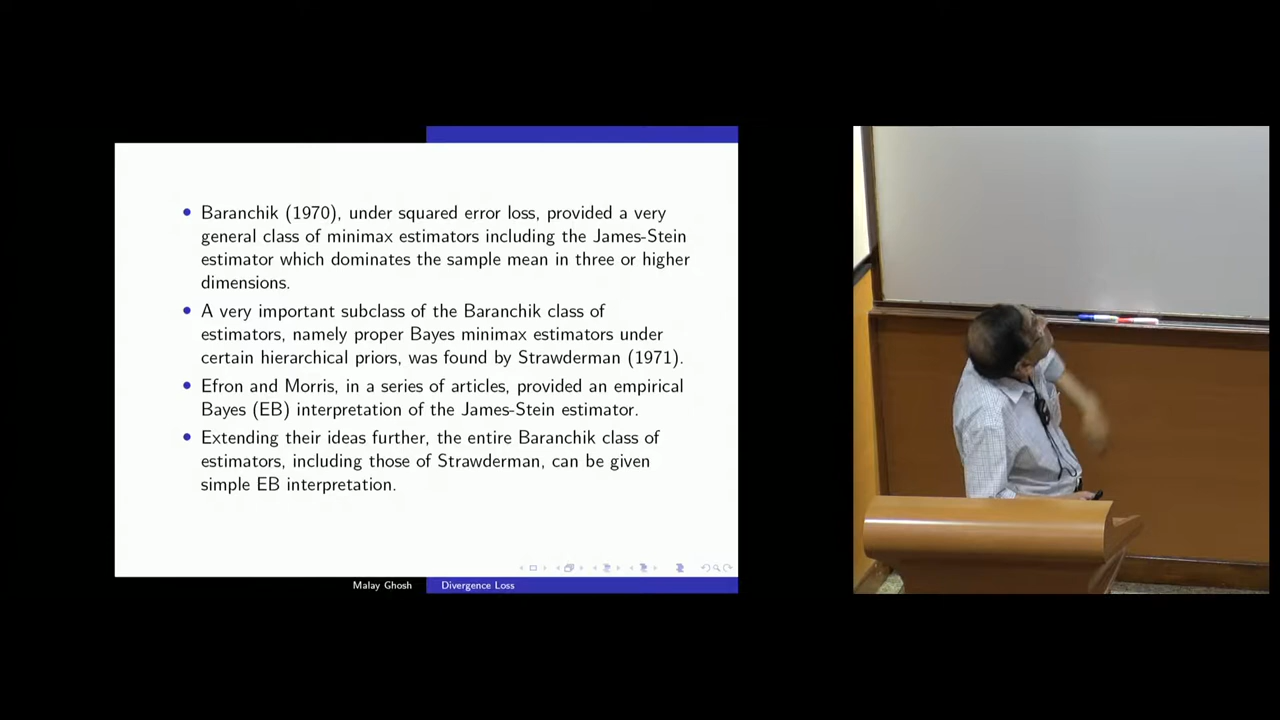 Baranchik (1970), under squared error loss, provided a very
general class of minimax estimators including the James-Stein
estimator which dominates the sample mean in three or higher
dimensions.
A very important subclass of the Baranchik class of
estimators, namely proper Bayes minimax estimators under
certain hierarchical priors, was found by Strawderman (1971).
Efron and Morris, in a series of articles, provided an empirical
Bayes (EB) interpretation of the James-Stein estimator.
Extending their ideas further, the entire Baranchik class of
estimators, including those of Strawderman, can be given
simple EB interpretation.
Malay Ghosh
Divergence Loss